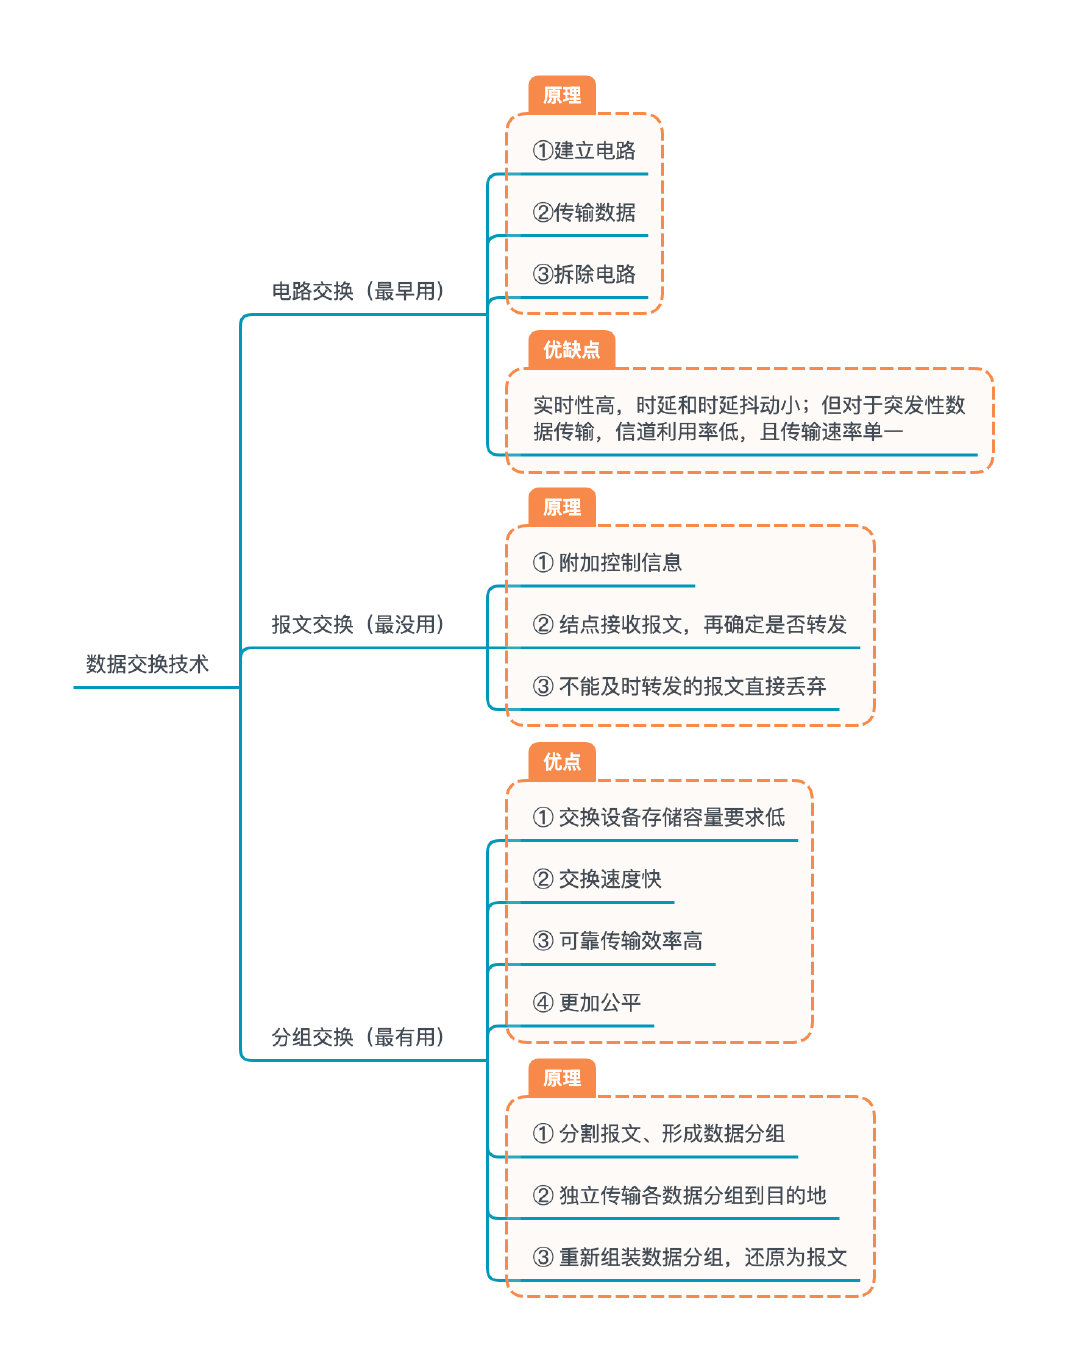 数据交换技术
电路交换（最早用）
原理
①建立电路
②传输数据
③拆除电路
优缺点
实时性高，时延和时延抖动小；但对于突发性数
据传输，信道利用率低，且传输速率单一
报文交换（最没用）
原理
① 附加控制信息
② 结点接收报文，再确定是否转发
③ 不能及时转发的报文直接丢弃
分组交换（最有用）
优点
① 交换设备存储容量要求低
② 交换速度快
③ 可靠传输效率高
④ 更加公平
原理
① 分割报文、形成数据分组
② 独立传输各数据分组到目的地
③ 重新组装数据分组，还原为报文